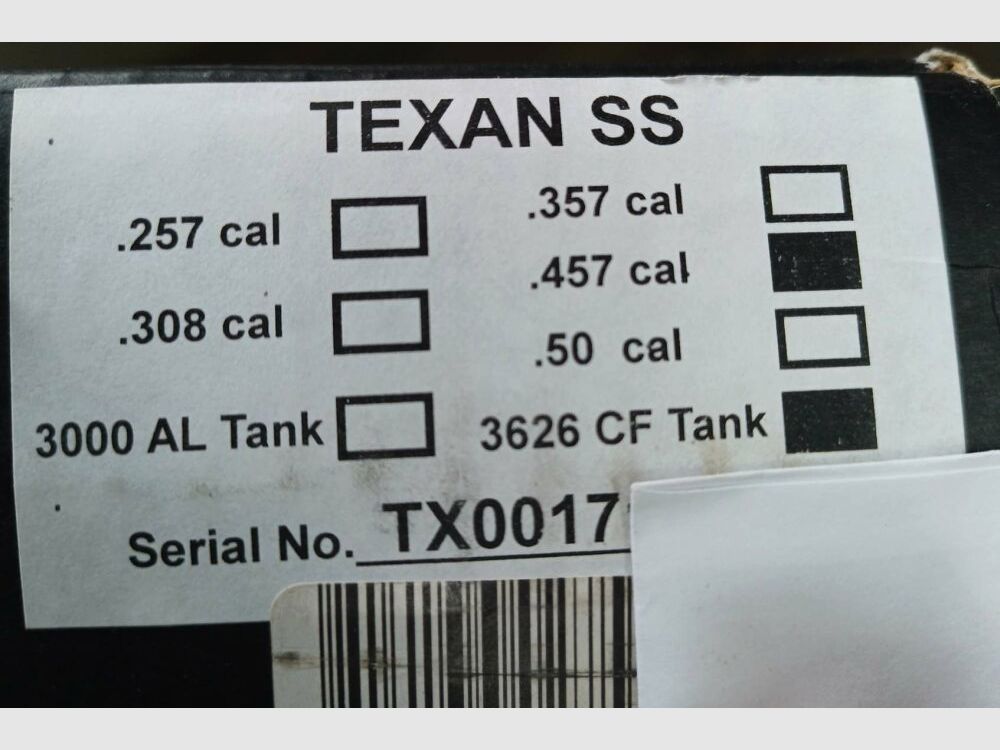 TEXAN SS
.257 cal
.357 cal
.457 cal
.308 cal
.50 cal
3000 AL Tank
3626 CF Tank
Serial No. TX0017